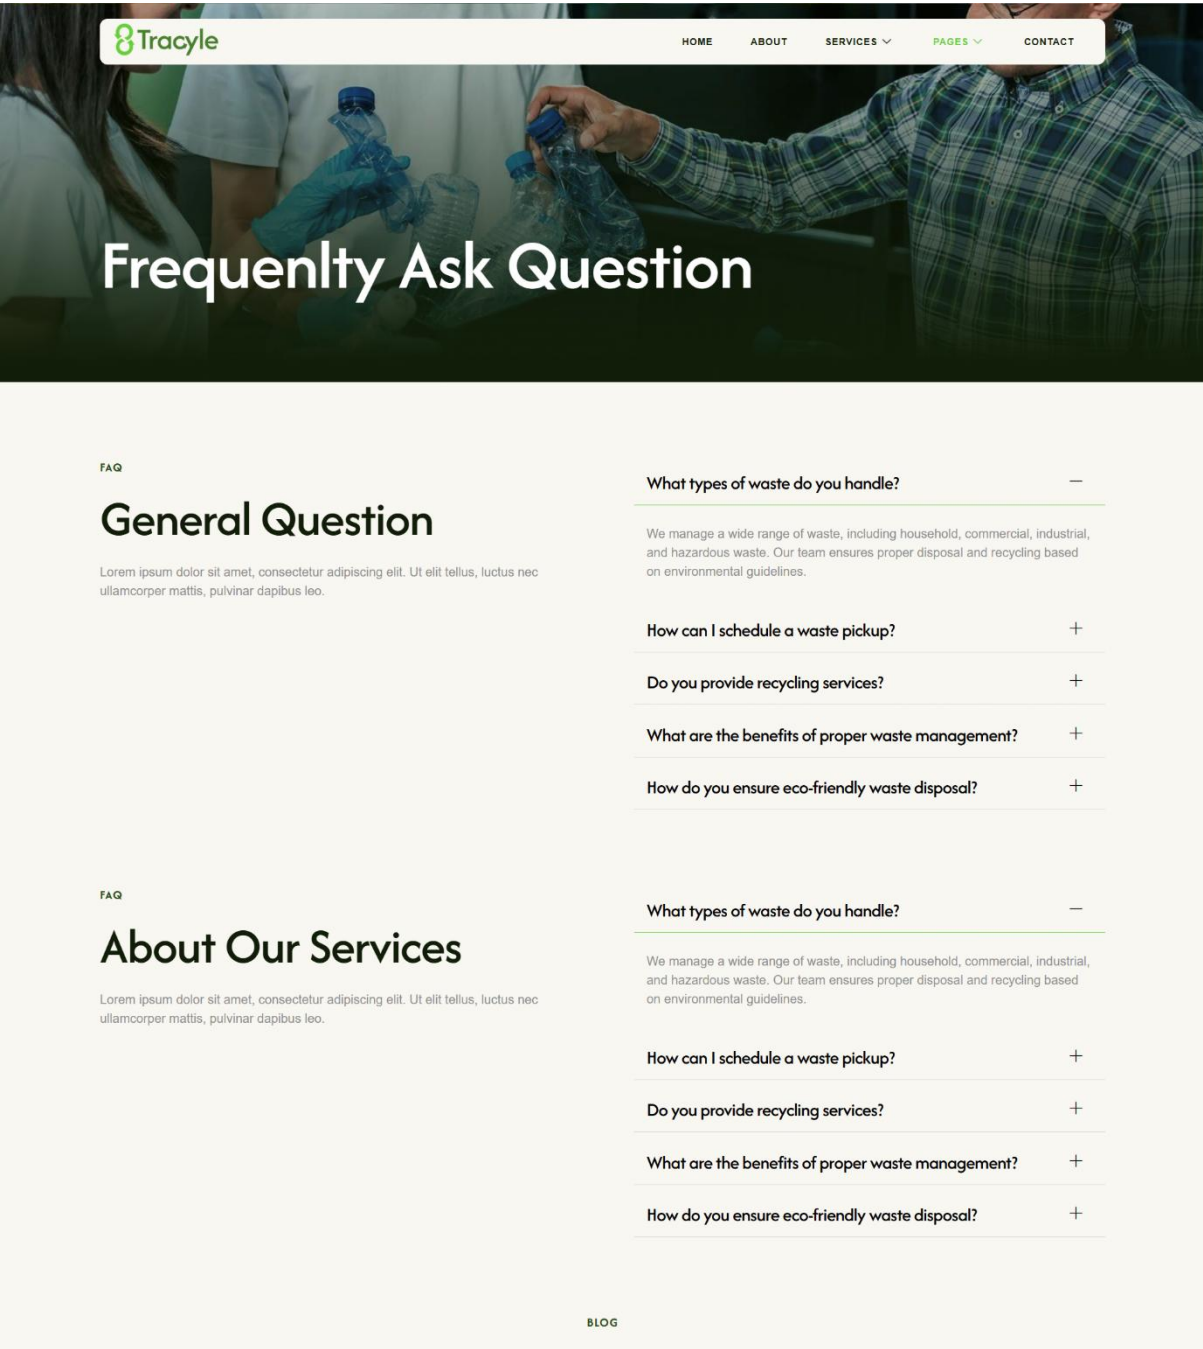 Tracyle
HOME ABOUT SERVICES PAGES CONTACT
Frequenlty Ask Question
FAQ
General Question
Lorem ipsum dolor sit amet, consectetur adipiscing elit. Ut elit tellus, luctus nec
ullamcorper mattis, pulvinar dapibus leo.
What types of waste do you handle?
We manage a wide range of waste, including household, commercial, industrial,
and hazardous waste. Our team ensures proper disposal and recycling based
on environmental guidelines.
How can I schedule a waste pickup?
Do you provide recycling services?
What are the benefits of proper waste management?
How do you ensure eco-friendly waste disposal?
FAQ
About Our Services
Lorem ipsum dolor sit amet, consectetur adipiscing elit. Ut elit tellus, luctus nec
ullamcorper mattis, pulvinar dapibus leo.
What types of waste do you handle?
We manage a wide range of waste, including household, commercial, industrial,
and hazardous waste. Our team ensures proper disposal and recycling based
on environmental guidelines.
How can I schedule a waste pickup?
Do you provide recycling services?
What are the benefits of proper waste management?
How do you ensure eco-friendly waste disposal?
BLOG